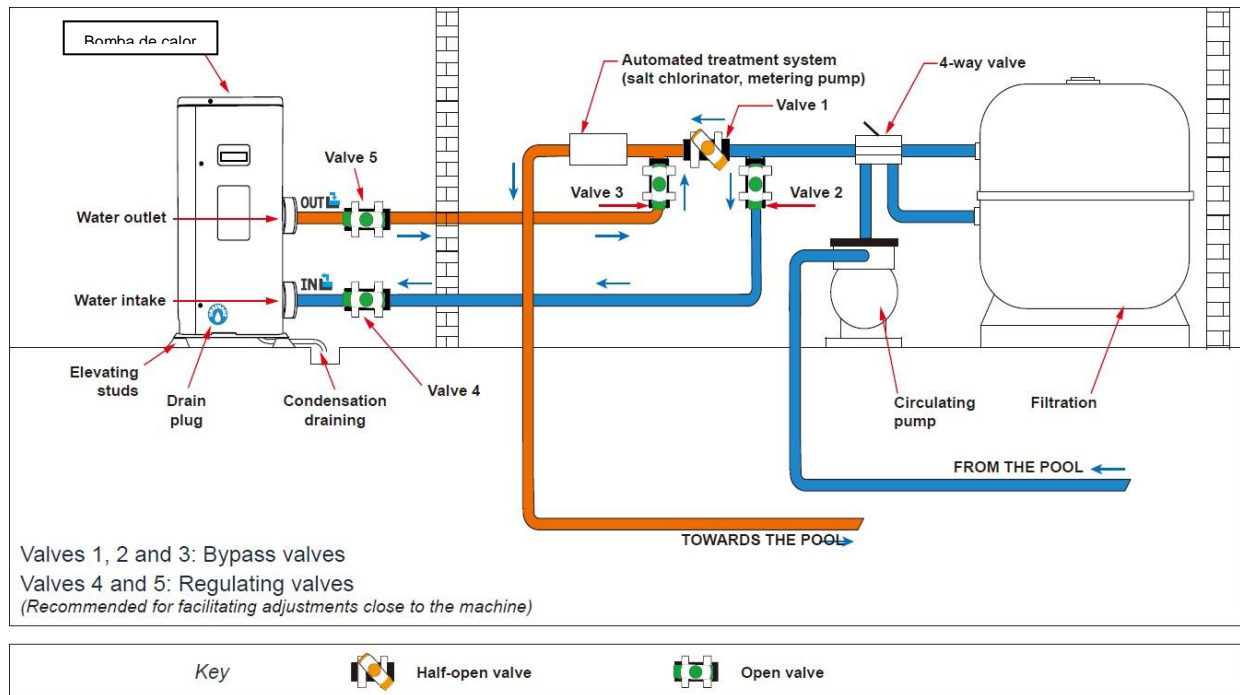 Bomba de calor
Automated treatment system
(salt chlorinator, metering pump)
4-way valve
Valve 1
Valve 5
Valve 3
Valve 2
Water outlet
OUT
Water intake
IN
Elevating
studs
Drain
plug
Condensation
draining
Valve 4
Circulating
pump
Filtration
FROM THE POOL
TOWARDS THE POOL
Valves 1, 2 and 3: Bypass valves
Valves 4 and 5: Regulating valves
(Recommended for facilitating adjustments close to the machine)
Key
Half-open valve
Open valve